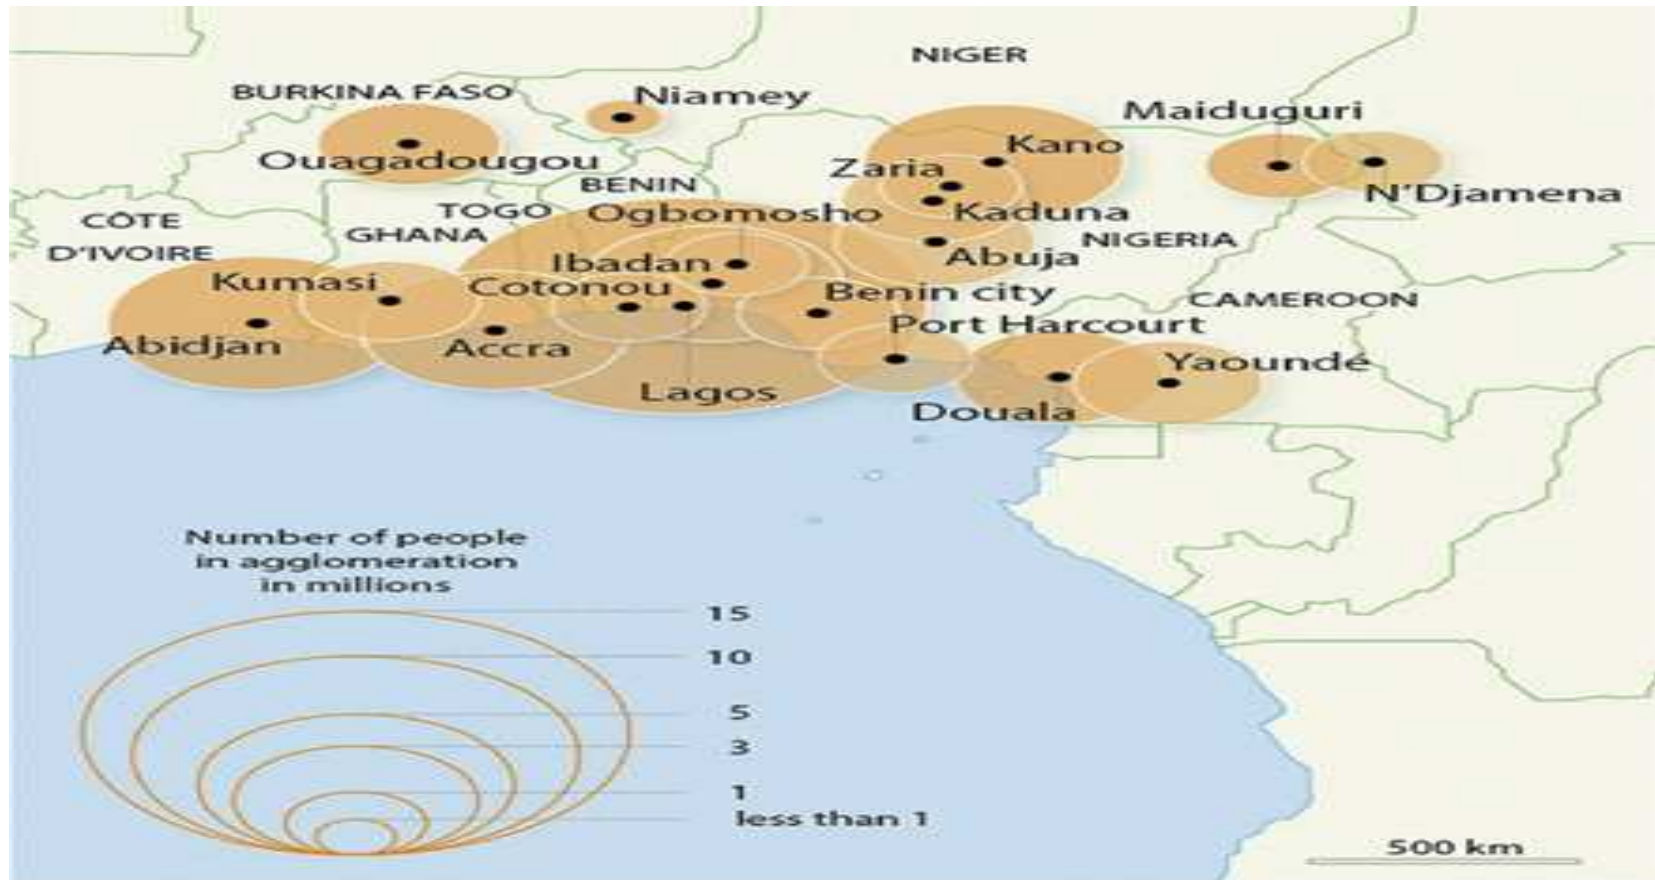 NIGER
BURKINA FASO
Niamey
Maiduguri
Kano
Ouagadougou
Zaria
BENIN
N'Djamena
CÔTE
D'IVOIRE
TOGO
Ogbomosho
Kaduna
GHANA
NIGERIA
Ibadan
Abuja
Kumasi
Cotonou
Benin city
CAMEROON
Port Harcourt
Abidjan
Accra
Yaoundé
Lagos
Douala
Number of people
in agglomeration
in millions
15
10
5
3
1
less than 1
500 km